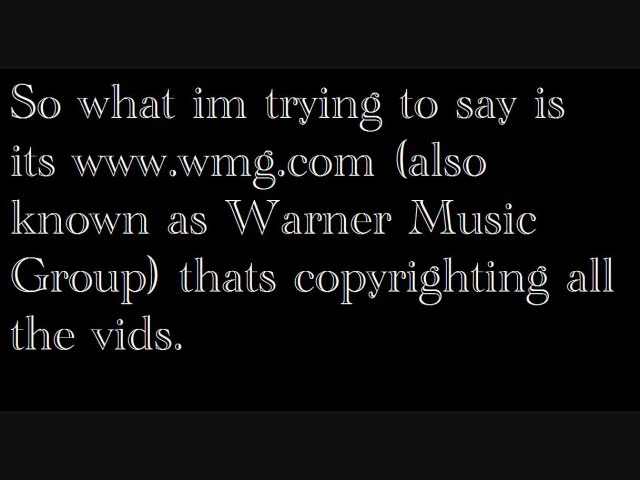 So what im trying to say is
its www.wmg.com (also
known as Warner Music
Group) thats copyrighting all
the vids.